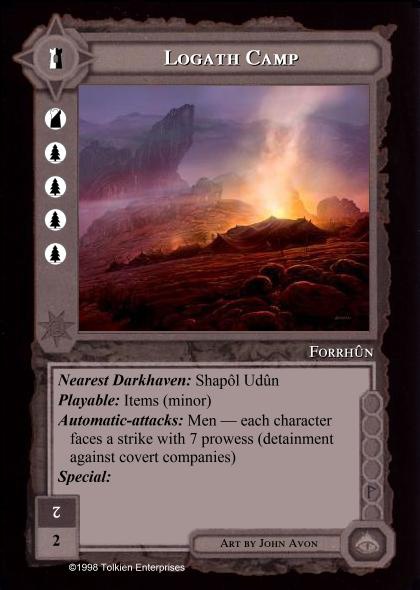 LOGATH CAMP
FORRHÛN
Nearest Darkhaven: Shapôl Udûn
Playable: Items (minor)
Automatic-attacks: Men — each character
faces a strike with 7 prowess (detainment
against covert companies)
Special:
2
2
ART BY JOHN AVON
©1998 Tolkien Enterprises